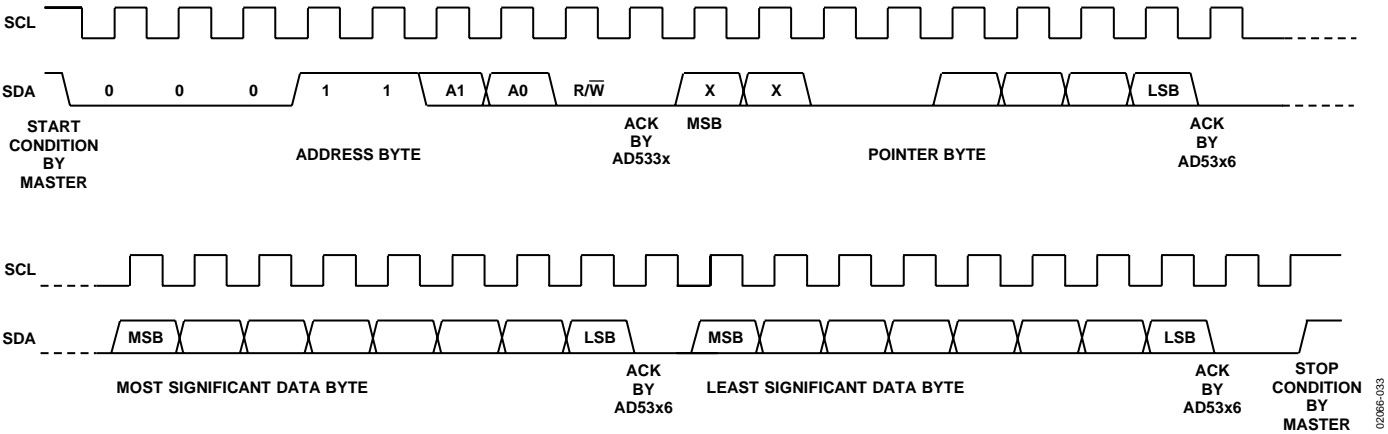 SCL
SDA
0 0 0 1 1 A1 A0 R/W̅ X X LSB
START
CONDITION
BY
MASTER
ADDRESS BYTE
ACK
BY
AD533x
MSB
POINTER BYTE
ACK
BY
AD53x6
SCL
SDA
MSB LSB MSB LSB
MOST SIGNIFICANT DATA BYTE
ACK
BY
AD53x6
LEAST SIGNIFICANT DATA BYTE
ACK
BY
AD53x6
STOP
CONDITION
BY
MASTER
02066-033